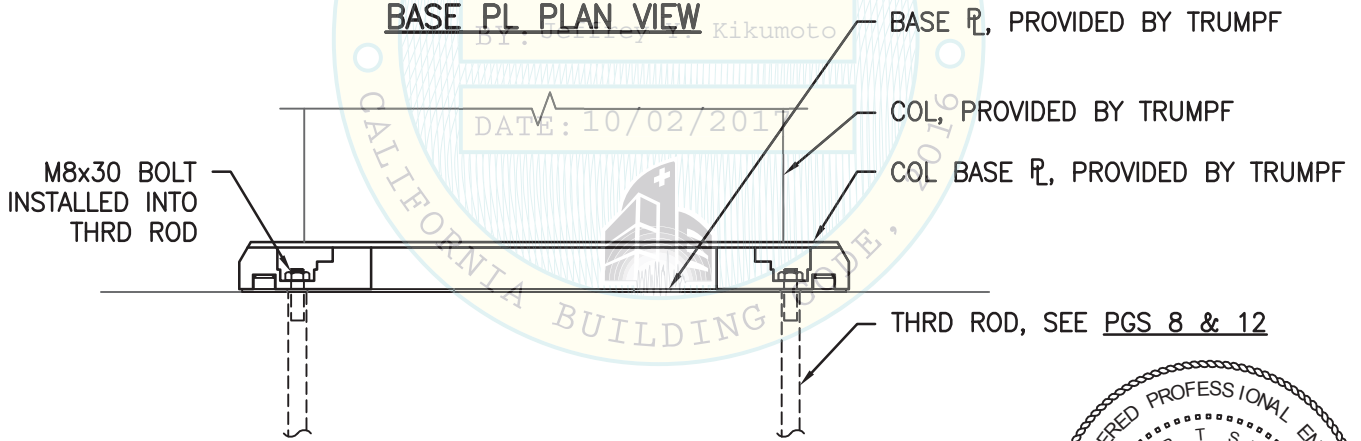 BASE PL PLAN VIEW
BY: Jeffrey Y. Kikumoto
BASE ℄, PROVIDED BY TRUMPF
DATE: 10/02/2017
COL, PROVIDED BY TRUMPF
COL BASE ℄, PROVIDED BY TRUMPF
M8x30 BOLT
INSTALLED INTO
THRD ROD
CALIFORNIA BUILDING CODE, 2016
THRD ROD, SEE PGS 8 & 12
PROFESSIONAL